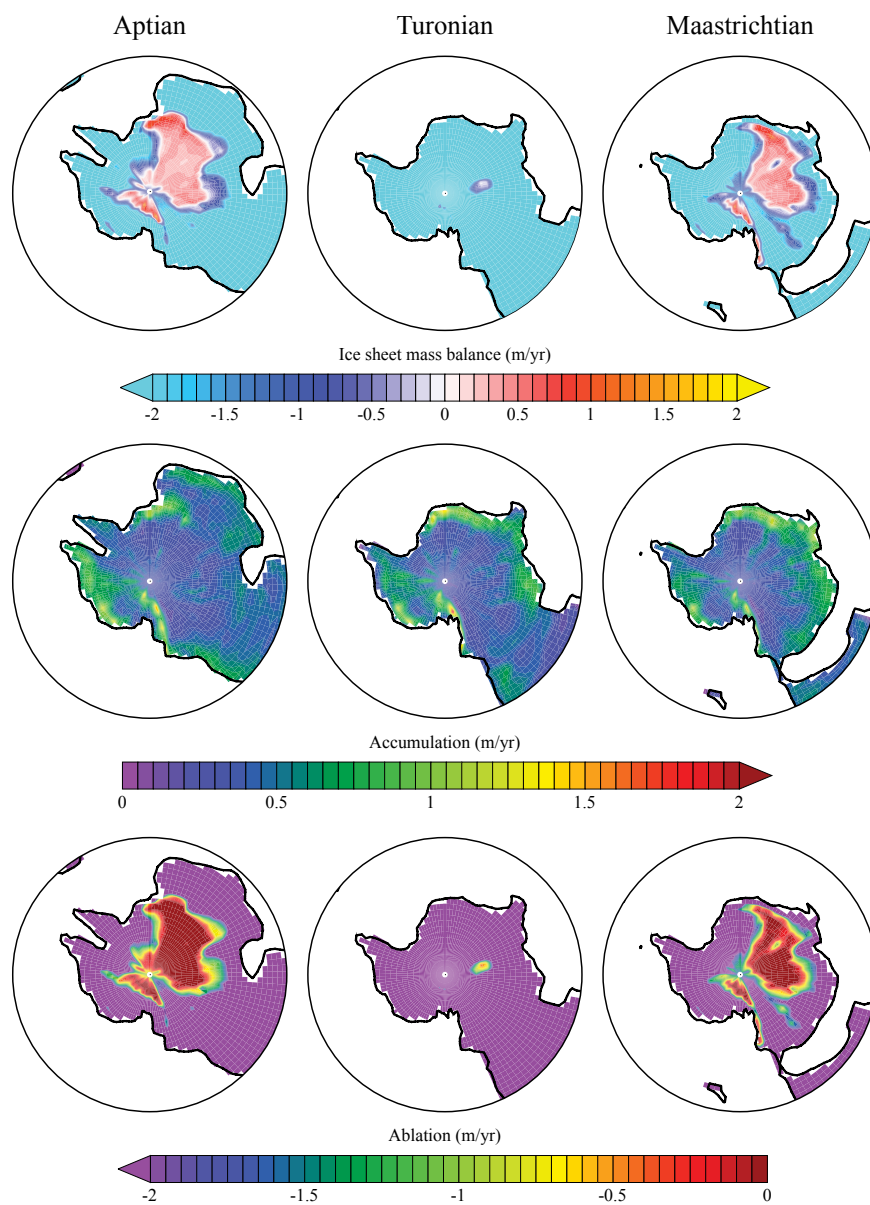 Aptian Turonian Maastrichtian
Ice sheet mass balance (m/yr)
-2 -1.5 -1 -0.5 0 0.5 1 1.5 2
Accumulation (m/yr)
0 0.5 1 1.5 2
Ablation (m/yr)
-2 -1.5 -1 -0.5 0